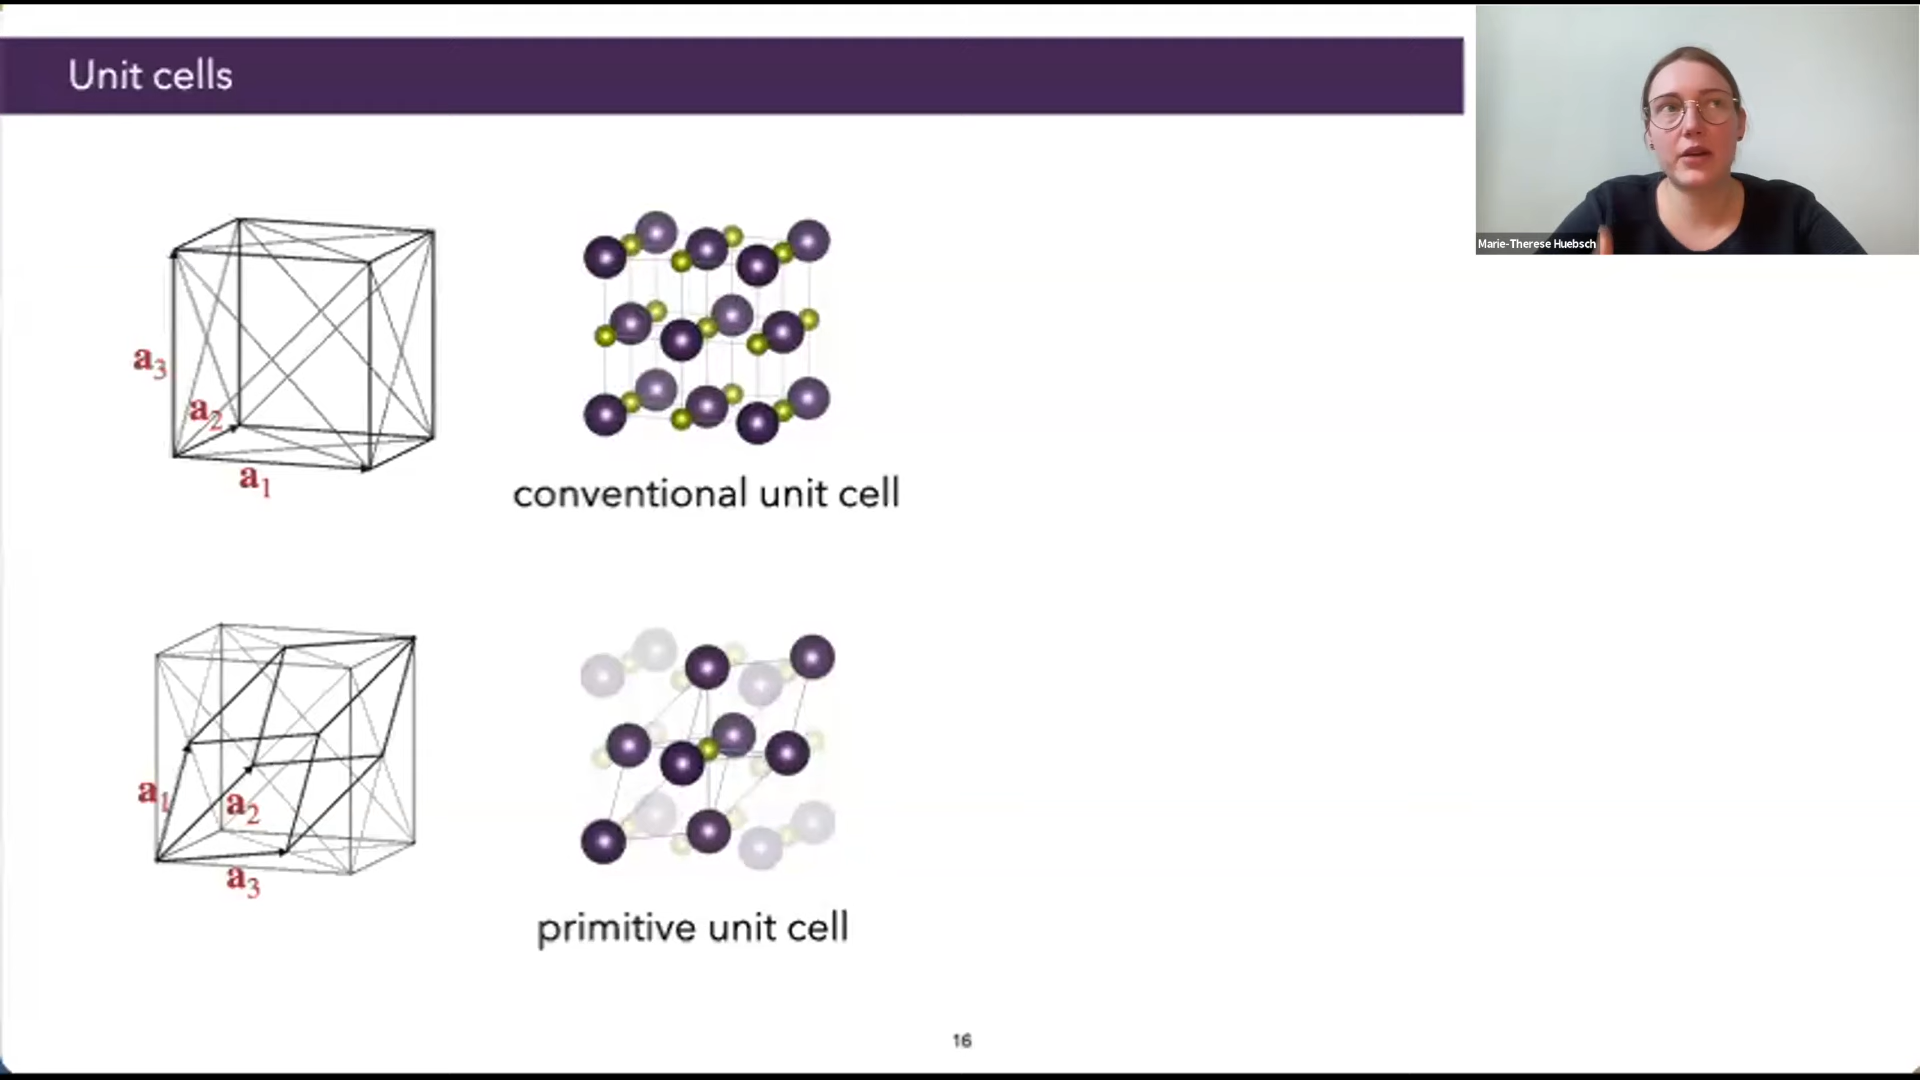 Unit cells
Marie-Therese Huebsch
a3
a2
a1
conventional unit cell
a1
a2
a3
primitive unit cell
16